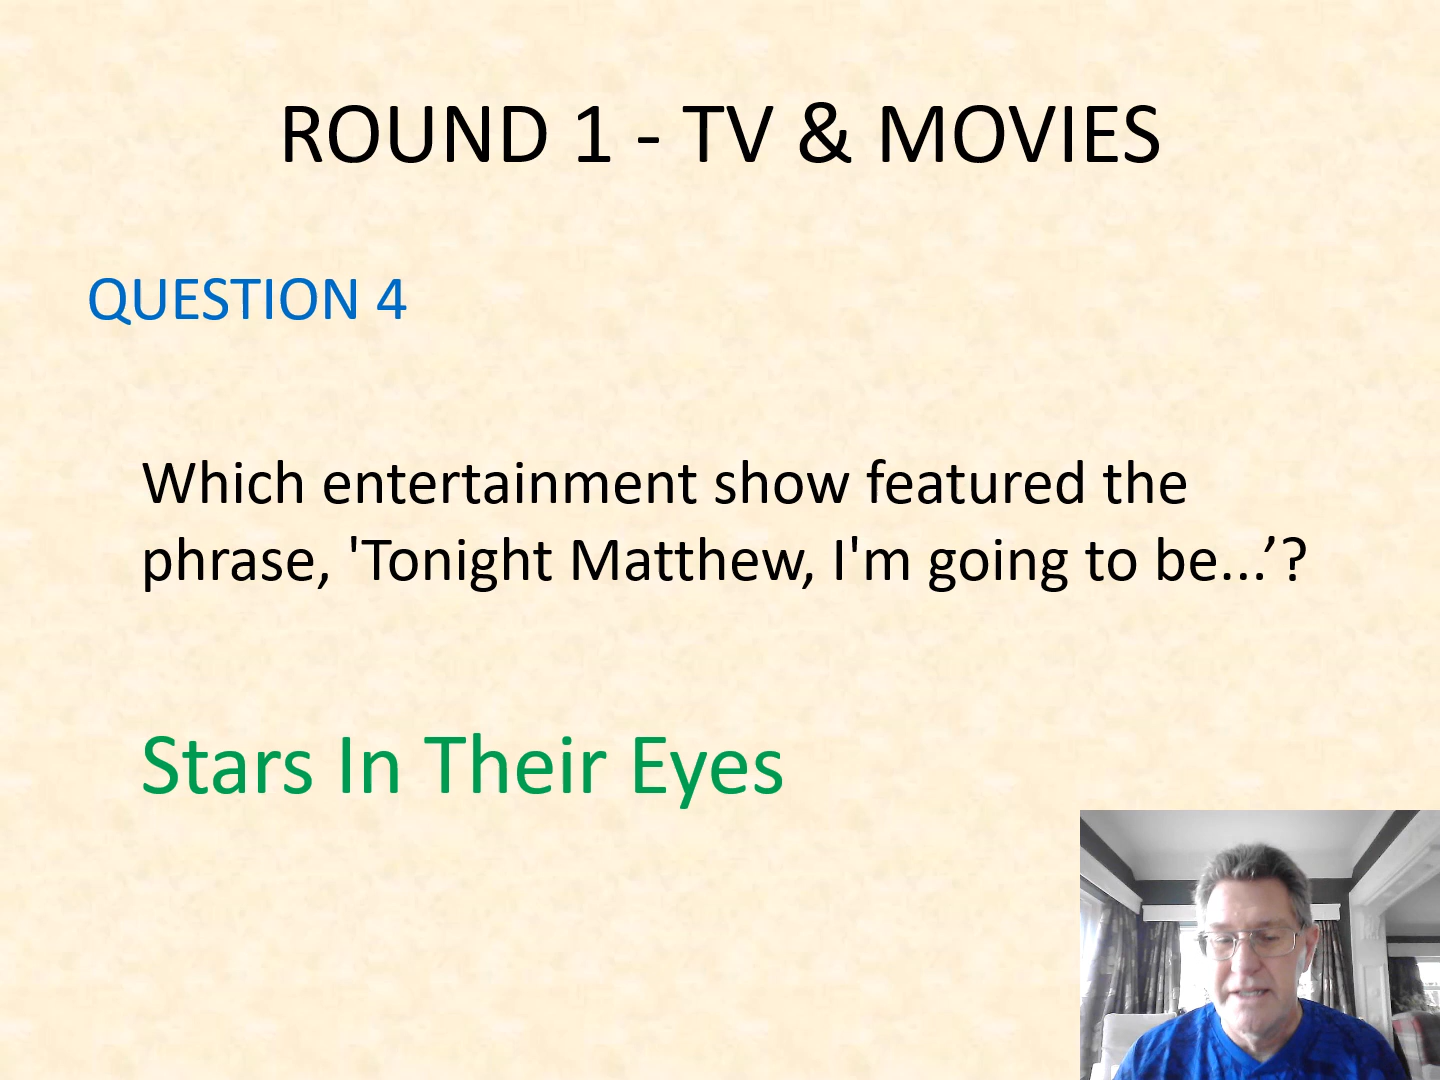 ROUND 1 - TV & MOVIES
QUESTION 4
Which entertainment show featured the
phrase, 'Tonight Matthew, I'm going to be...’?
Stars In Their Eyes